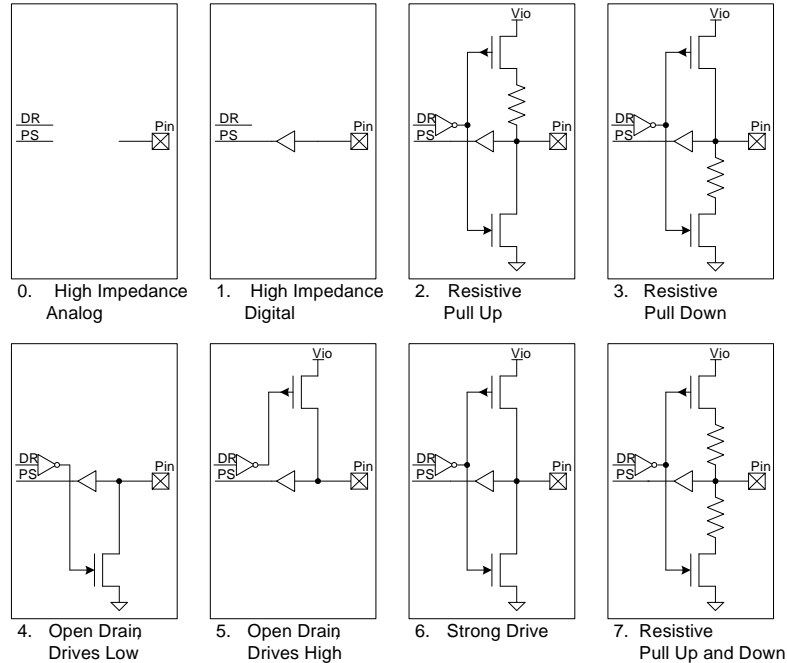 Vio
Vio
DR
PS
Pin
DR
PS
Pin
DR
PS
Pin
DR
PS
Pin
0. High Impedance
Analog
1. High Impedance
Digital
2. Resistive
Pull Up
3. Resistive
Pull Down
Vio
Vio
Vio
DR
PS
Pin
DR
PS
Pin
DR
PS
Pin
DR
PS
Pin
4. Open Drain,
Drives Low
5. Open Drain,
Drives High
6. Strong Drive
7. Resistive
Pull Up and Down